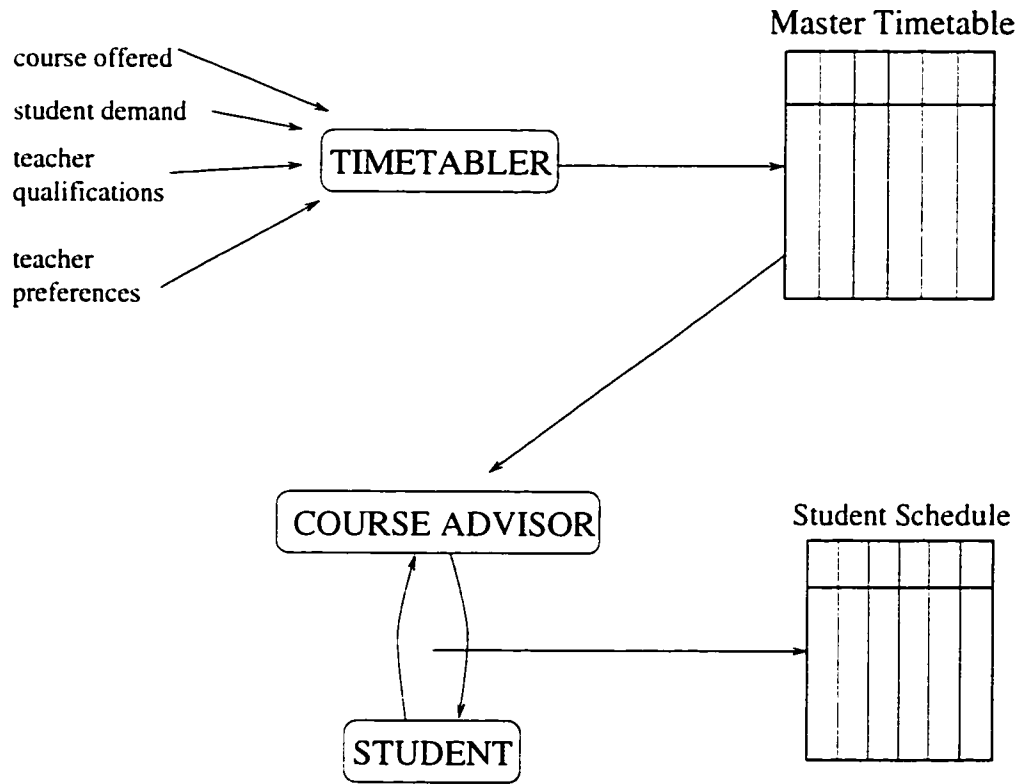 Master Timetable
course offered
student demand
teacher
qualifications
teacher
preferences
TIMETABLER
COURSE ADVISOR
Student Schedule
STUDENT